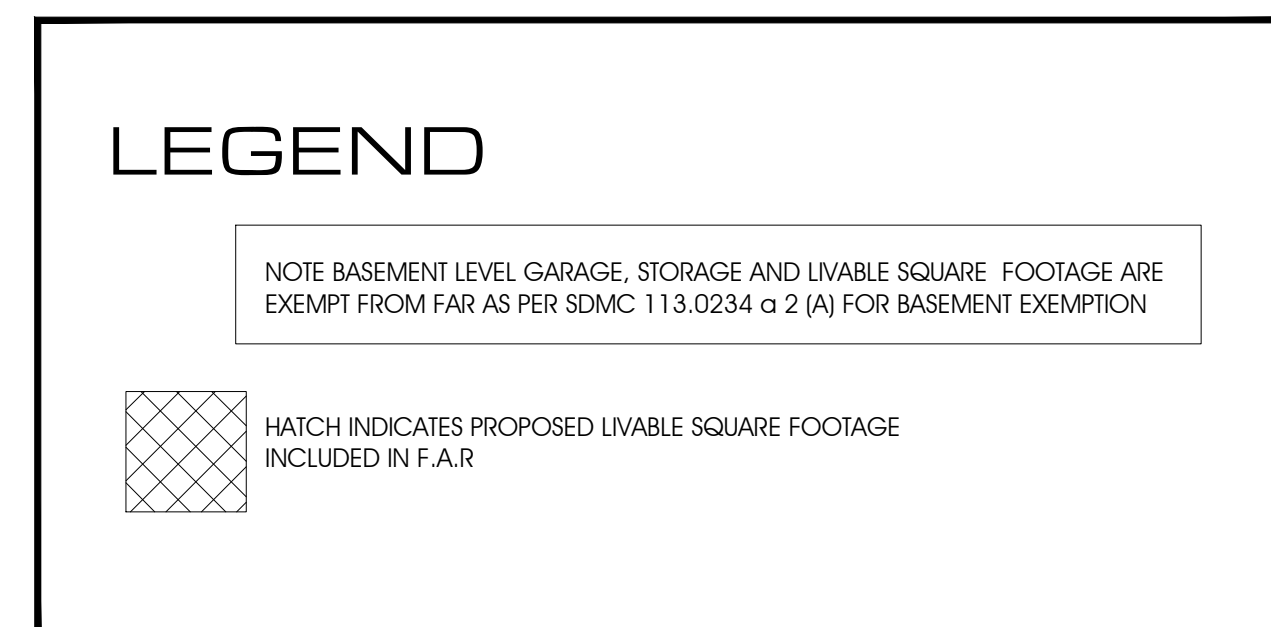 LEGEND
NOTE BASEMENT LEVEL GARAGE, STORAGE AND LIVABLE SQUARE FOOTAGE ARE
EXEMPT FROM FAR AS PER SDMC 113.0234 a 2 (A) FOR BASEMENT EXEMPTION
HATCH INDICATES PROPOSED LIVABLE SQUARE FOOTAGE
INCLUDED IN F.A.R